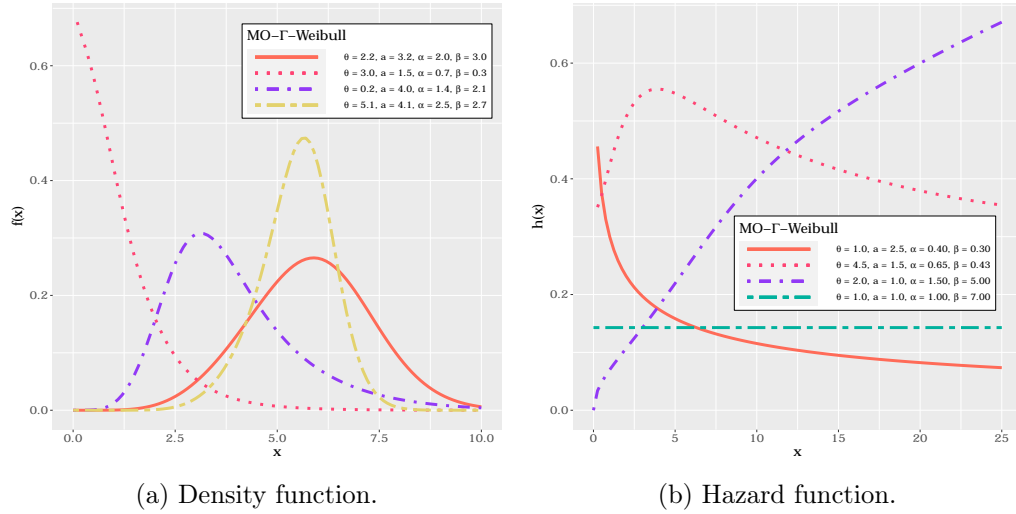 MO−Γ−Weibull
θ = 2.2, a = 3.2, α = 2.0, β = 3.0
θ = 3.0, a = 1.5, α = 0.7, β = 0.3
θ = 0.2, a = 4.0, α = 1.4, β = 2.1
θ = 5.1, a = 4.1, α = 2.5, β = 2.7
f(x)
0.6
0.4
0.2
0.0
0.0 2.5 5.0 7.5 10.0
x
(a) Density function.
h(x)
0.6
0.4
0.2
0.0
MO−Γ−Weibull
θ = 1.0, a = 2.5, α = 0.40, β = 0.30
θ = 4.5, a = 1.5, α = 0.65, β = 0.43
θ = 2.0, a = 1.0, α = 1.50, β = 5.00
θ = 1.0, a = 1.0, α = 1.00, β = 7.00
0 5 10 15 20 25
x
(b) Hazard function.